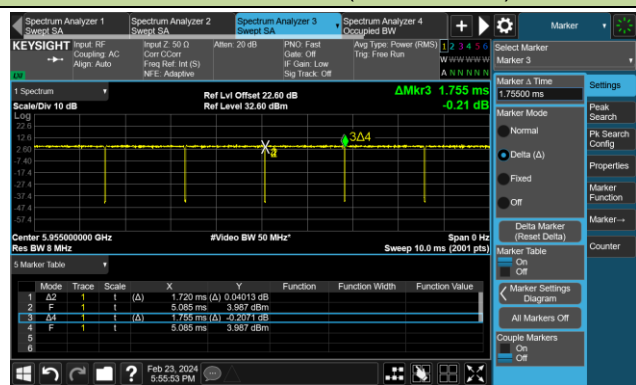 Spectrum Analyzer 1
Swept SA
Spectrum Analyzer 2
Swept SA
Spectrum Analyzer 3
Swept SA
Spectrum Analyzer 4
Occupied BW
+
Marker
KEYSIGHT
Input: RF
Coupling: AC
Align: Auto
Input Z: 50 Ω
Corr CCorr
Freq Ref: Int (S)
NFE: Adaptive
Atten: 20 dB
PNO: Fast
Gate: Off
IF Gain: Low
Sig Track: Off
Avg Type: Power (RMS)
Trig: Free Run
1 2 3 4 5 6
W W W W W W
A N N N N N
LXI
Select Marker
Marker 3
1 Spectrum
Scale/Div 10 dB
Ref Lvl Offset 22.60 dB
Ref Level 32.60 dBm
ΔMkr3 1.755 ms
-0.21 dB
Log
22.6
12.6
2.60
-7.40
-17.4
-27.4
-37.4
-47.4
-57.4
3Δ4
Center 5.955000000 GHz
Res BW 8 MHz
#Video BW 50 MHz*
Span 0 Hz
Sweep 10.0 ms (2001 pts)
5 Marker Table
Mode Trace Scale X Y Function Function Width Function Value
1 Δ2 1 t (Δ) 1.720 ms (Δ) 0.04013 dB
2 F 1 t 5.085 ms 3.987 dBm
3 Δ4 1 t (Δ) 1.755 ms (Δ) -0.2071 dB
4 F 1 t 5.085 ms 3.987 dBm
5
6
Marker Δ Time
1.75500 ms
Marker Mode
Normal
Delta (Δ)
Fixed
Off
Delta Marker
(Reset Delta)
Marker Table
On
Off
Marker Settings
Diagram
All Markers Off
Couple Markers
On
Off
Settings
Peak
Search
Pk Search
Config
Properties
Marker
Function
Marker→
Counter
?
Feb 23, 2024
5:55:53 PM